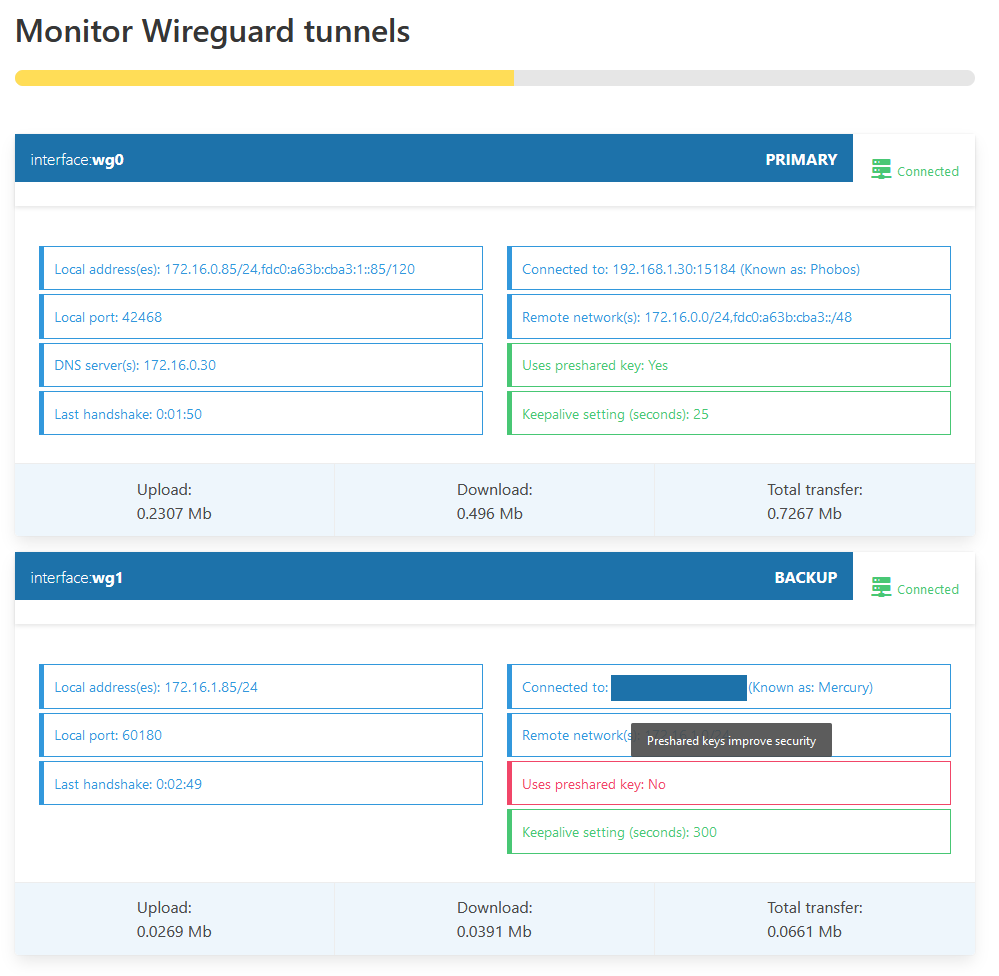 Monitor Wireguard tunnels
interface:wg0
PRIMARY
Connected
Local address(es): 172.16.0.85/24,fdc0:a63b:cba3:1::85/120
Connected to: 192.168.1.30:15184 (Known as: Phobos)
Local port: 42468
Remote network(s): 172.16.0.0/24,fdc0:a63b:cba3::/48
DNS server(s): 172.16.0.30
Uses preshared key: Yes
Last handshake: 0:01:50
Keepalive setting (seconds): 25
Upload:
0.2307 Mb
Download:
0.496 Mb
Total transfer:
0.7267 Mb
interface:wg1
BACKUP
Connected
Local address(es): 172.16.1.85/24
Connected to: (Known as: Mercury)
Local port: 60180
Remote network(s):
Preshared keys improve security
Uses preshared key: No
Last handshake: 0:02:49
Keepalive setting (seconds): 300
Upload:
0.0269 Mb
Download:
0.0391 Mb
Total transfer:
0.0661 Mb